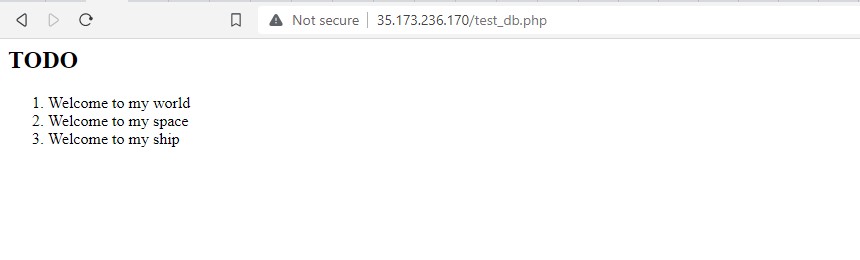 Not secure | 35.173.236.170/test_db.php
TODO
1. Welcome to my world
2. Welcome to my space
3. Welcome to my ship